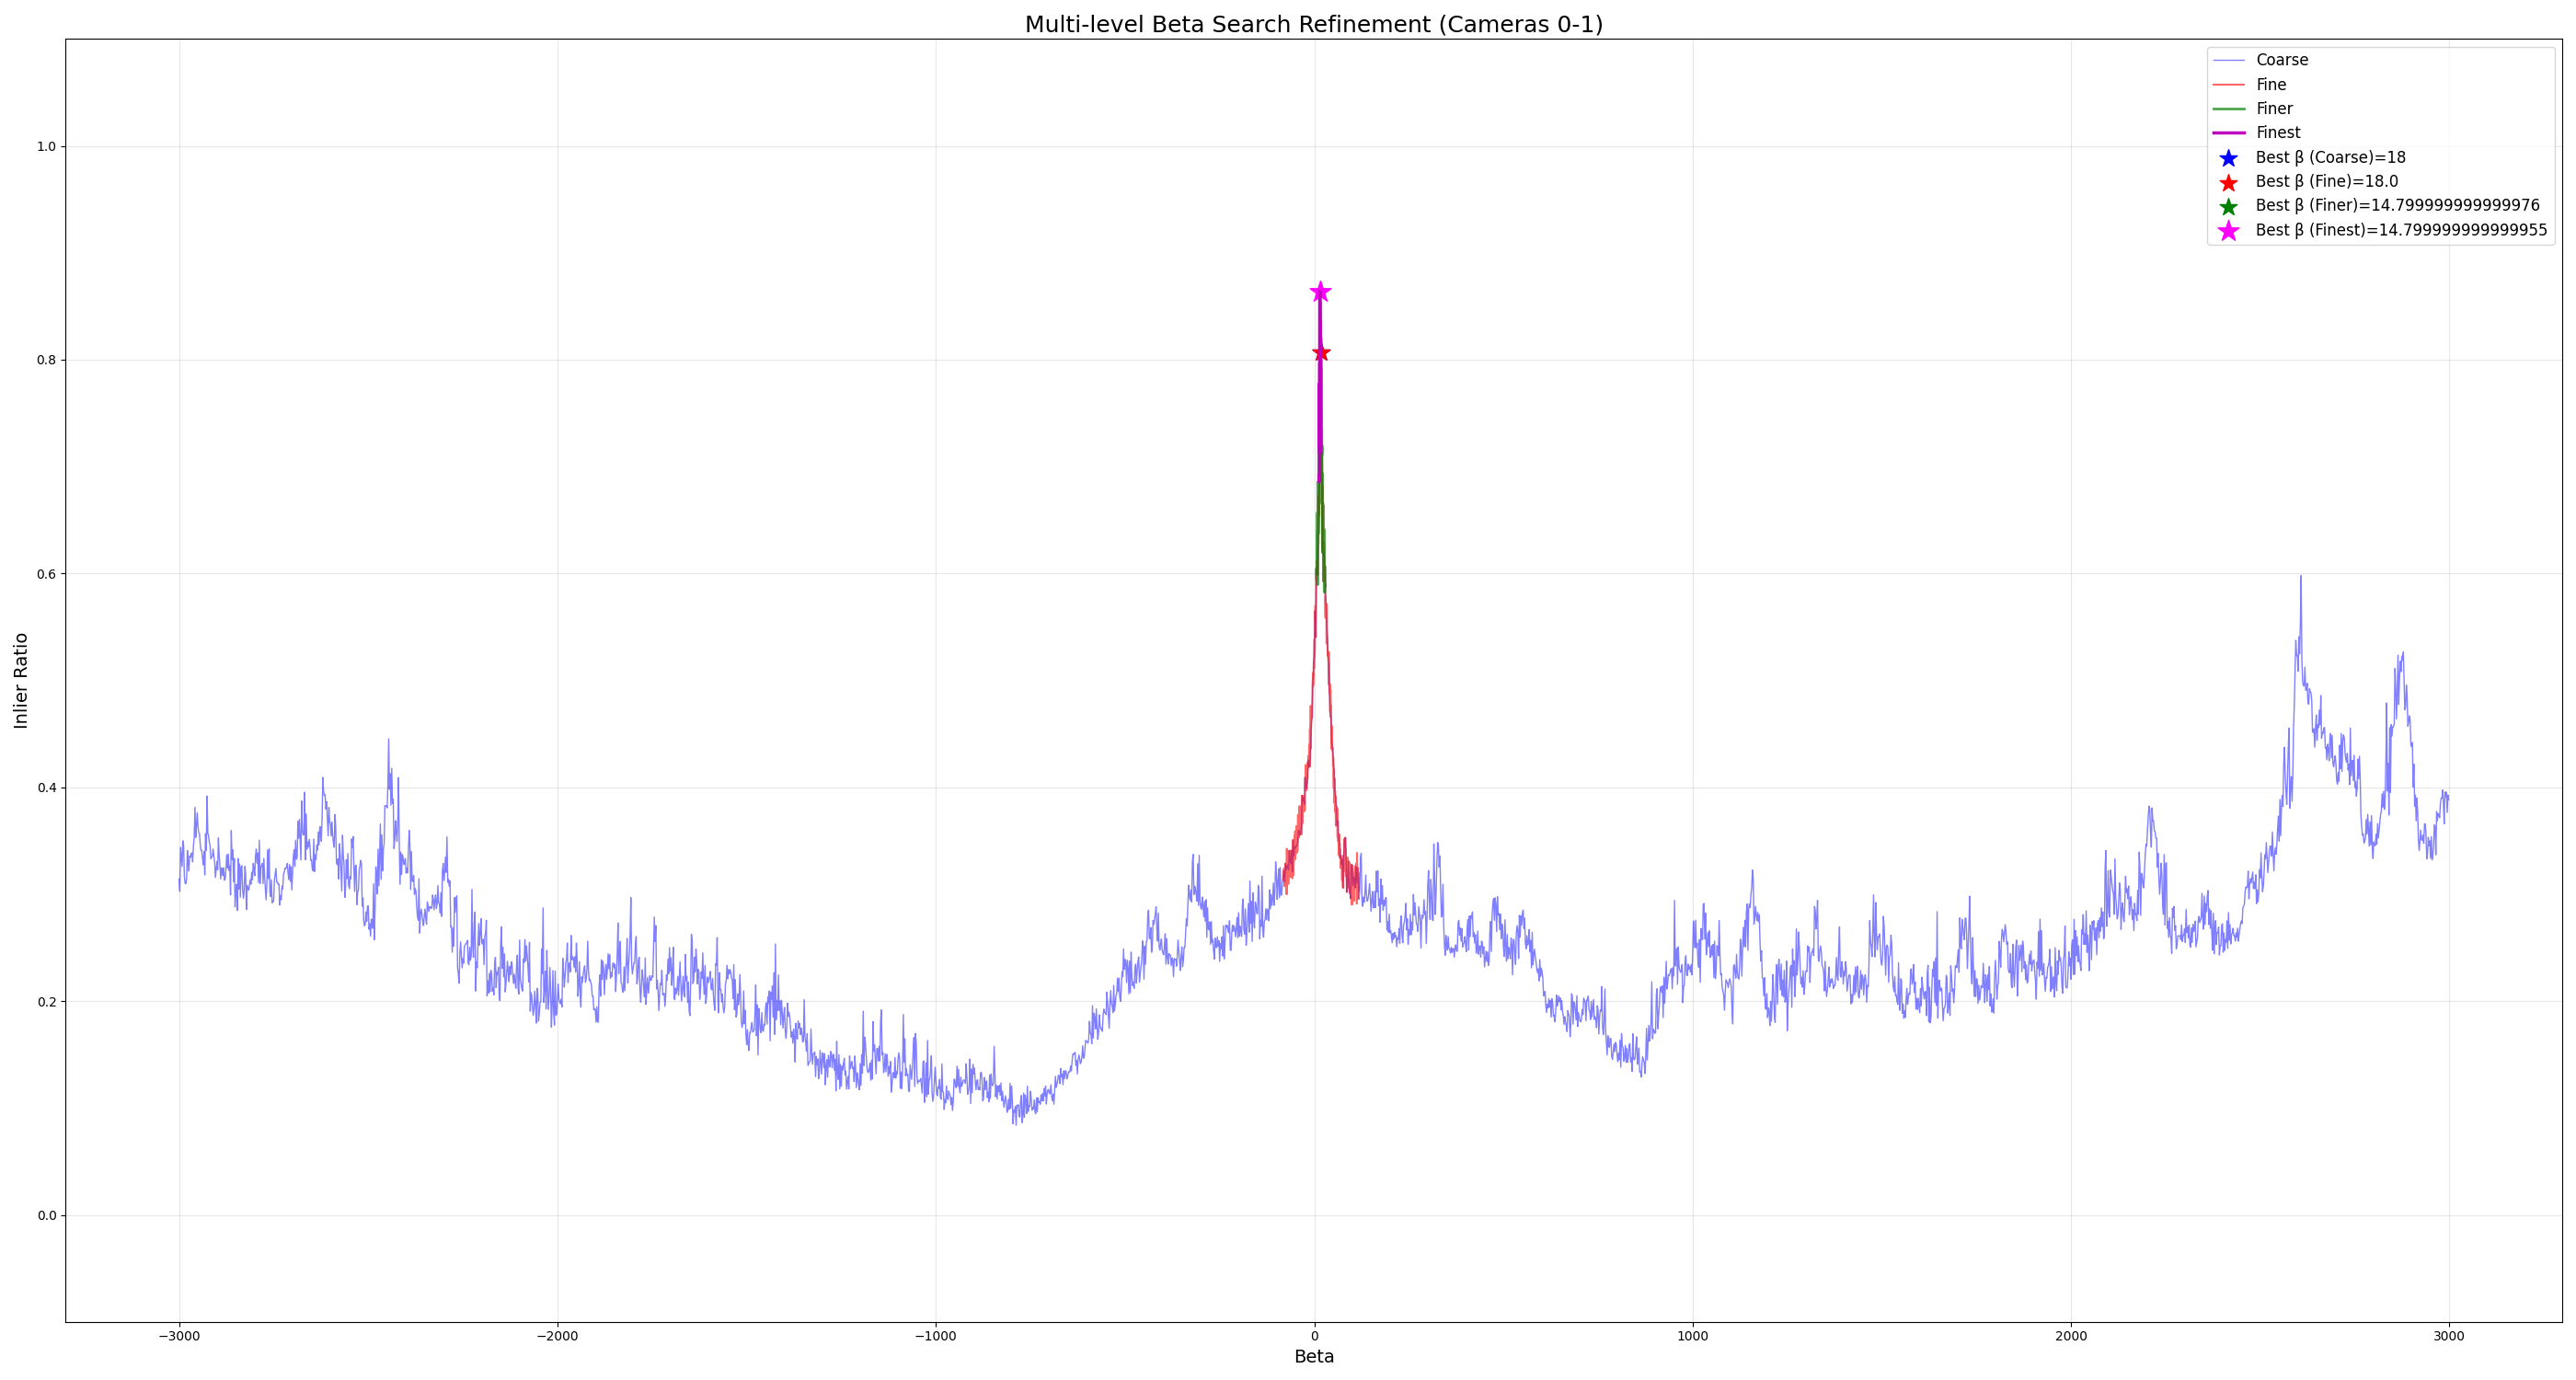 Multi-level Beta Search Refinement (Cameras 0-1)
Coarse
Fine
Finer
Finest
Best β (Coarse)=18
Best β (Fine)=18.0
Best β (Finer)=14.799999999999976
Best β (Finest)=14.799999999999955
1.0
0.8
0.6
0.4
0.2
0.0
Inlier Ratio
−3000 −2000 −1000 0 1000 2000 3000
Beta